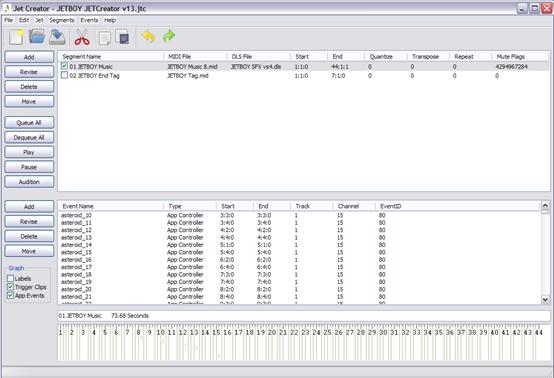 Jet Creator - JETBOY JETCreator v13.jtc
File Edit Jet Segments Events Help
Add
Revise
Delete
Move
Queue All
Dequeue All
Play
Pause
Audition
Segment Name MIDI File DLS File Start End Quantize Transpose Repeat Mute Flags
01 JETBOY Music JETBOY Music 8.mid JETBOY SFX vs4.dls 1:1:0 44:1:1 0 0 0 4294967284
02 JETBOY End Tag JETBOY Tag.mid 1:1:0 7:1:0 0 0 0 0
Add
Revise
Delete
Move
Graph
Labels
Trigger Clips
App Events
Event Name Type Start End Track Channel EventID
asteroid_10 App Controller 3:3:0 3:3:0 1 15 80
asteroid_11 App Controller 3:4:0 3:4:0 1 15 80
asteroid_12 App Controller 4:2:0 4:2:0 1 15 80
asteroid_13 App Controller 4:4:0 4:4:0 1 15 80
asteroid_14 App Controller 5:1:0 5:1:0 1 15 80
asteroid_15 App Controller 5:4:0 5:4:0 1 15 80
asteroid_16 App Controller 6:2:0 6:2:0 1 15 80
asteroid_17 App Controller 6:4:0 6:4:0 1 15 80
asteroid_18 App Controller 7:3:0 7:3:0 1 15 80
asteroid_19 App Controller 7:4:0 7:4:0 1 15 80
asteroid_20 App Controller 8:2:0 8:2:0 1 15 80
asteroid_21 App Controller 8:4:0 8:4:0 1 15 80
01 JETBOY Music 73.68 Seconds
1 2 3 4 5 6 7 8 9 10 11 12 13 14 15 16 17 18 19 20 21 22 23 24 25 26 27 28 29 30 31 32 33 34 35 36 37 38 39 40 41 42 43 44